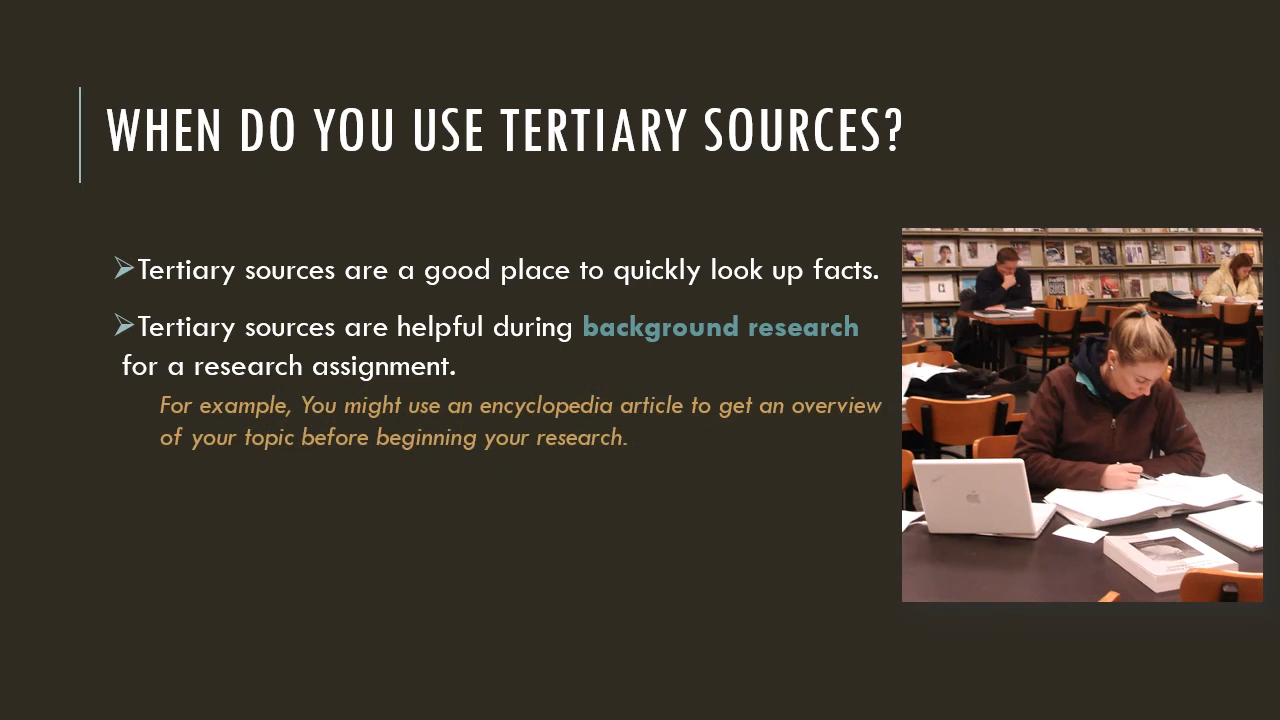 WHEN DO YOU USE TERTIARY SOURCES?
➢Tertiary sources are a good place to quickly look up facts.
➢Tertiary sources are helpful during background research
for a research assignment.
For example, You might use an encyclopedia article to get an overview
of your topic before beginning your research.